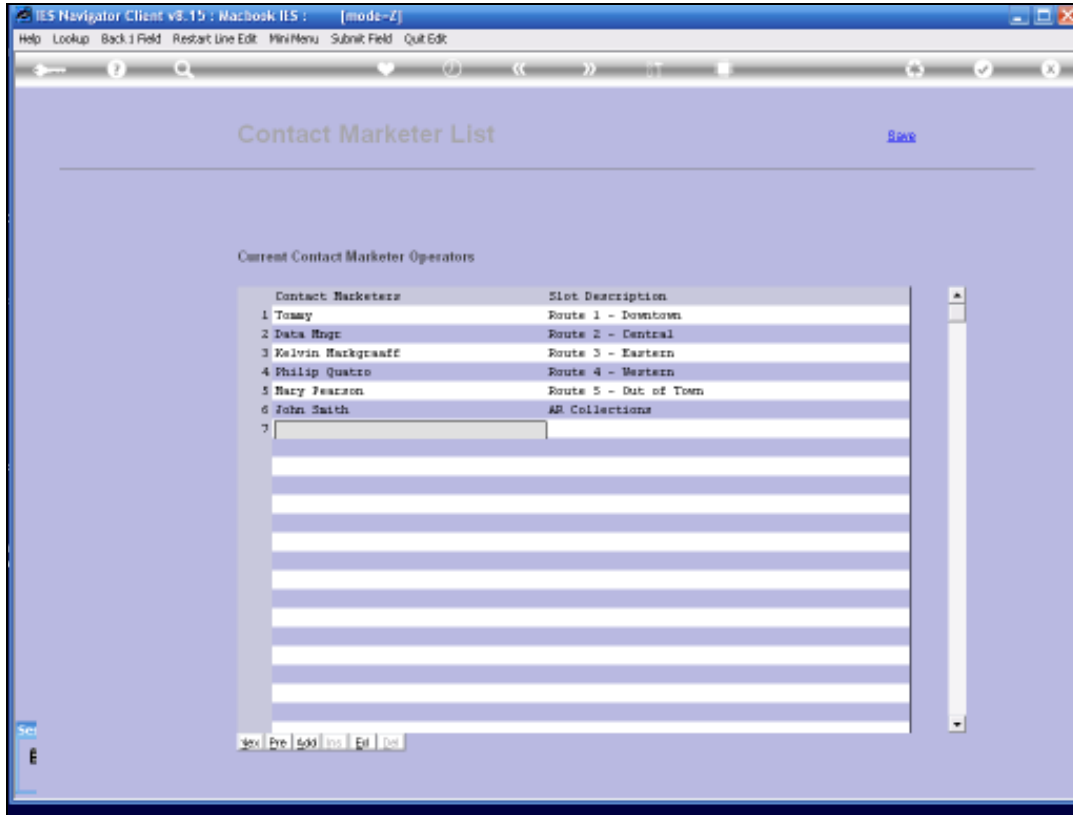 IES Navigator Client v8.15 : Macbook IES : [mode=Z]
Help Lookup Back 1 Field Restart Line Edit MiniMenu Submit Field Quit Edit
Contact Marketer List
Save
Current Contact Marketer Operators
Contact Marketers Slot Description
1 Tommy Route 1 - Downtown
2 Data Mngr Route 2 - Central
3 Kelvin Markgraaff Route 3 - Eastern
4 Philip Quatro Route 4 - Western
5 Mary Pearson Route 5 - Out of Town
6 John Smith AR Collections
7
Nex Pre Add Ins Del